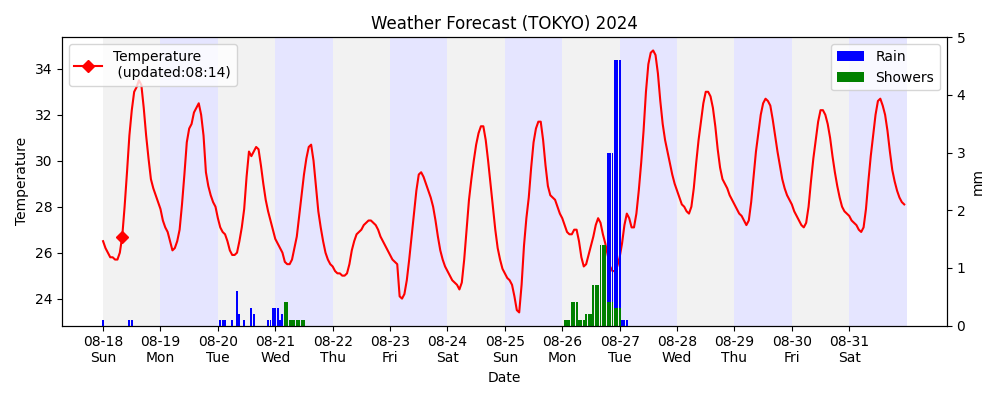 Weather Forecast (TOKYO) 2024
Temperature
(updated:08:14)
Rain
Showers
Temperature
34
32
30
28
26
24
5
4
3
2
1
0
mm
08-18 08-19 08-20 08-21 08-22 08-23 08-24 08-25 08-26 08-27 08-28 08-29 08-30 08-31
Sun Mon Tue Wed Thu Fri Sat Sun Mon Tue Wed Thu Fri Sat
Date